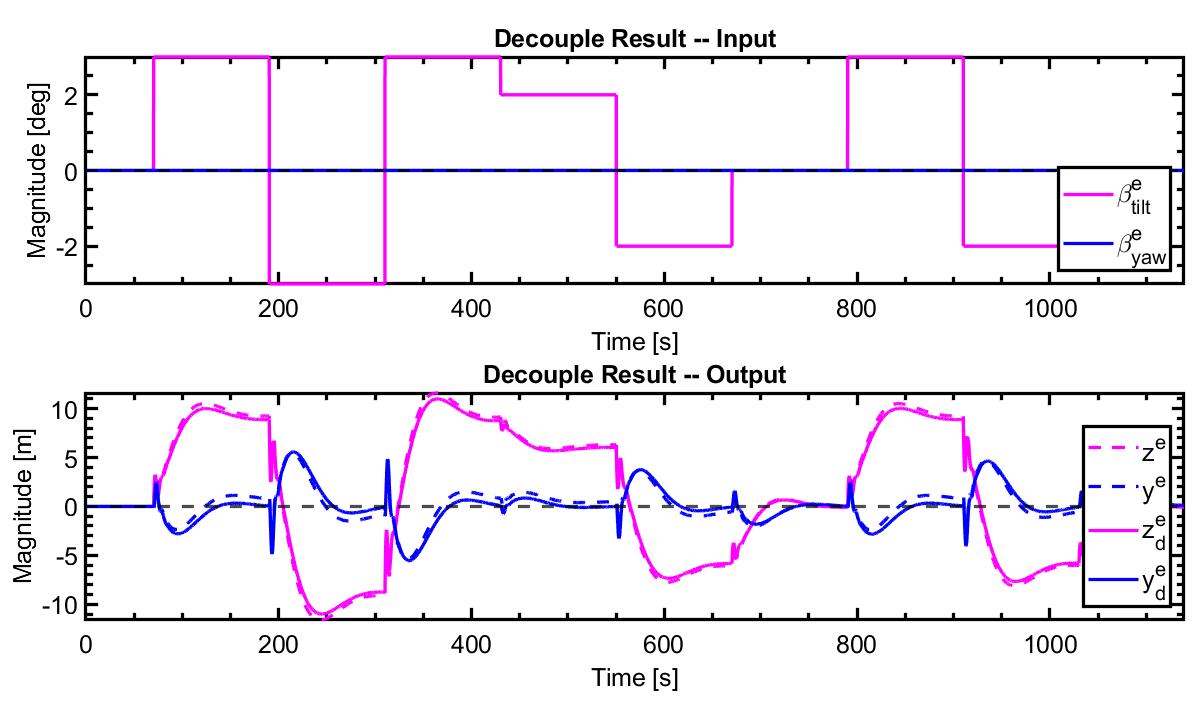 Decouple Result -- Input
Magnitude [deg]
2
0
-2
β^e_tilt
β^e_yaw
0 200 400 600 800 1000
Time [s]
Decouple Result -- Output
Magnitude [m]
10
5
0
-5
-10
z^e
y^e
z^e_d
y^e_d
0 200 400 600 800 1000
Time [s]